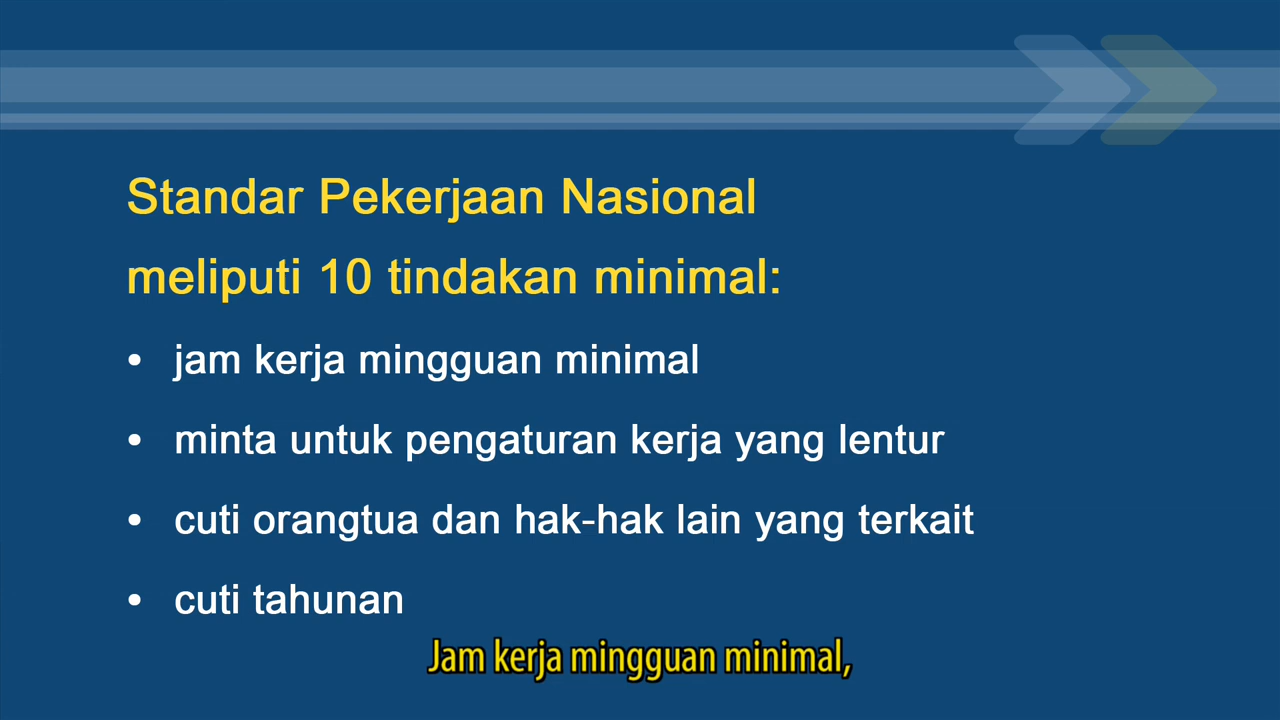 Standar Pekerjaan Nasional
meliputi 10 tindakan minimal:
• jam kerja mingguan minimal
• minta untuk pengaturan kerja yang lentur
• cuti orangtua dan hak-hak lain yang terkait
• cuti tahunan
Jam kerja mingguan minimal,